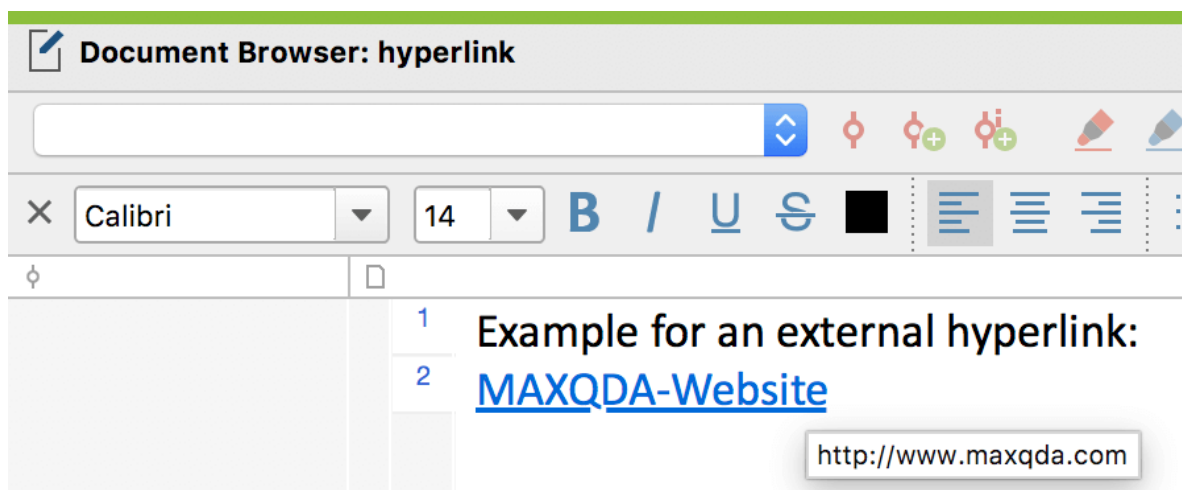 Document Browser: hyperlink
Calibri
14
B I U S
1
Example for an external hyperlink:
2
MAXQDA-Website
http://www.maxqda.com